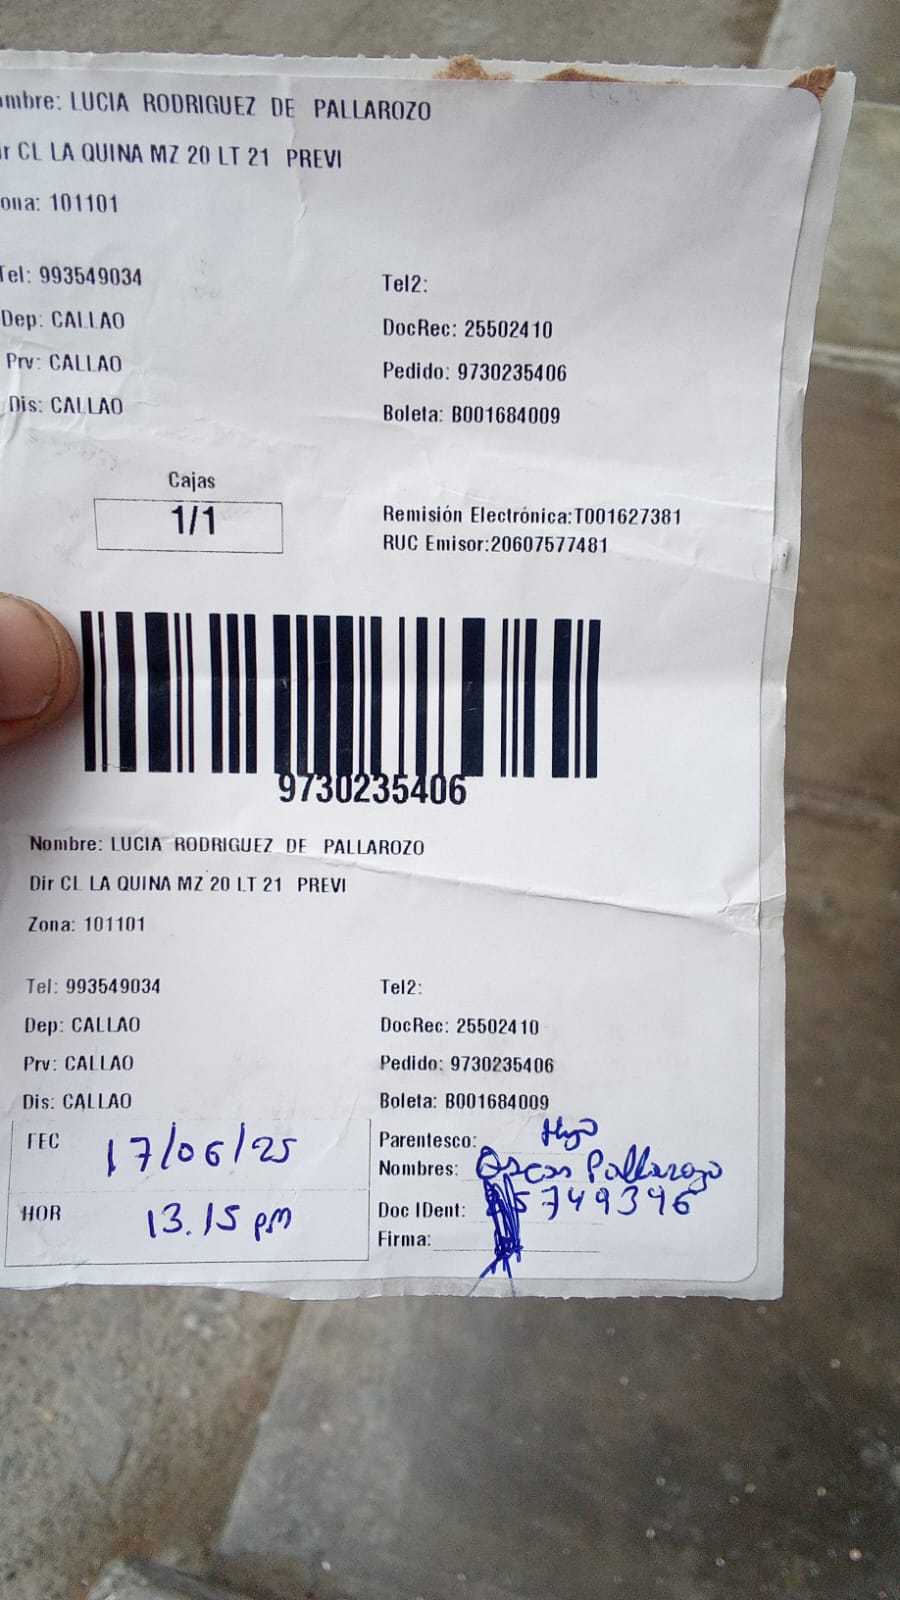 ombre: LUCIA RODRIGUEZ DE PALLAROZO
ir CL LA QUINA MZ 20 LT 21 PREVI
ona: 101101
Tel: 993549034 Tel2:
Dep: CALLAO DocRec: 25502410
Prv: CALLAO Pedido: 9730235406
Dis: CALLAO Boleta: B001684009
Cajas
1/1
Remisión Electrónica:T001627381
RUC Emisor:20607577481
9730235406
Nombre: LUCIA RODRIGUEZ DE PALLAROZO
Dir CL LA QUINA MZ 20 LT 21 PREVI
Zona: 101101
Tel: 993549034 Tel2:
Dep: CALLAO DocRec: 25502410
Prv: CALLAO Pedido: 9730235406
Dis: CALLAO Boleta: B001684009
FEC 17/06/25
Parentesco:
Nombres: Oscar Pallarozo
HOR 13.15 pm
Doc IDent: 5749396
Firma: